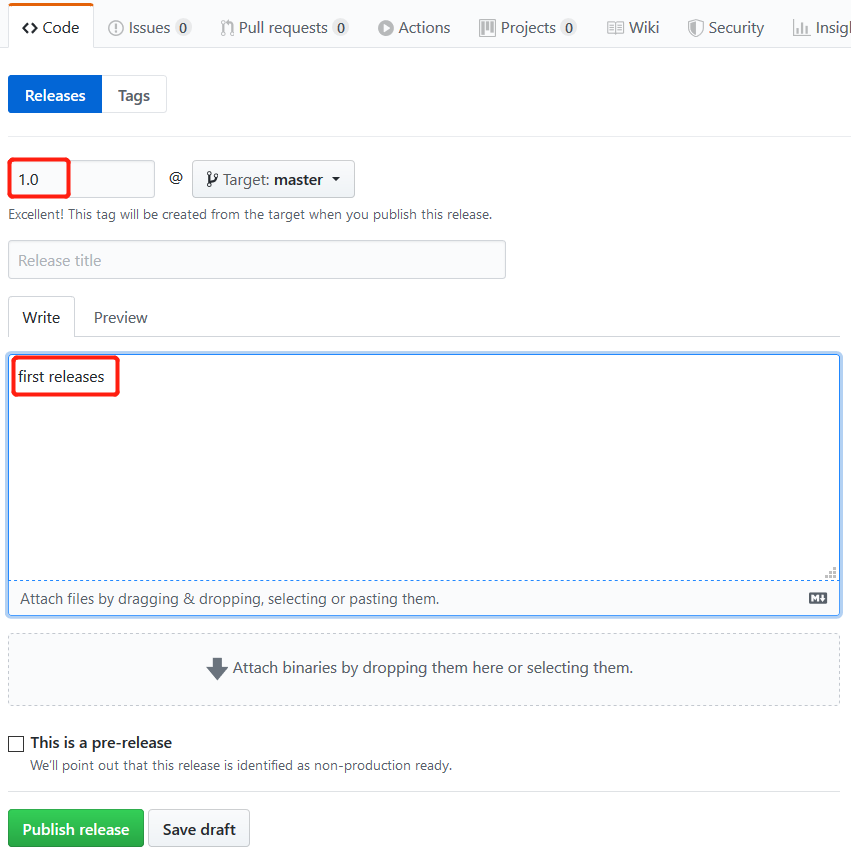 Code Issues 0 Pull requests 0 Actions Projects 0 Wiki Security Insigh
Releases Tags
1.0 @ Target: master
Excellent! This tag will be created from the target when you publish this release.
Release title
Write Preview
first releases
Attach files by dragging & dropping, selecting or pasting them.
Attach binaries by dropping them here or selecting them.
This is a pre-release
We'll point out that this release is identified as non-production ready.
Publish release Save draft